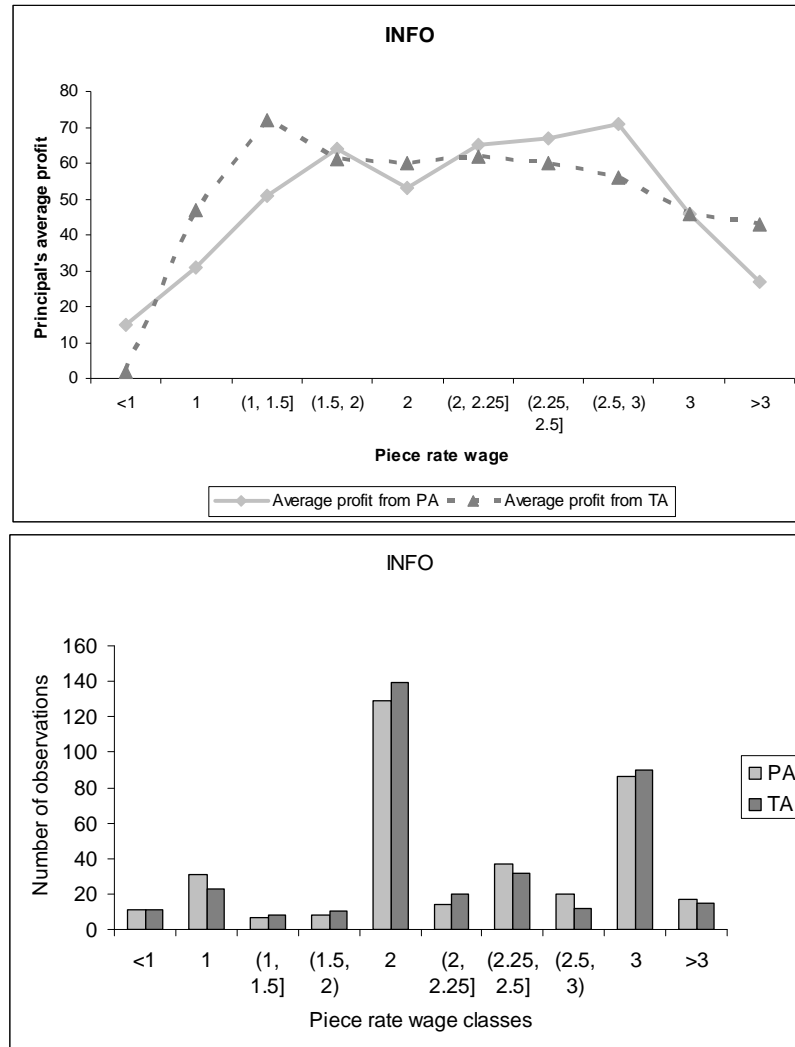 INFO
Principal's average profit
80
70
60
50
40
30
20
10
0
<1 1 (1, 1.5] (1.5, 2) 2 (2, 2.25] (2.25, 2.5] (2.5, 3) 3 >3
Piece rate wage
Average profit from PA Average profit from TA
INFO
Number of observations
160
140
120
100
80
60
40
20
0
<1 1 (1, 1.5] (1.5, 2) 2 (2, 2.25] (2.25, 2.5] (2.5, 3) 3 >3
Piece rate wage classes
PA
TA